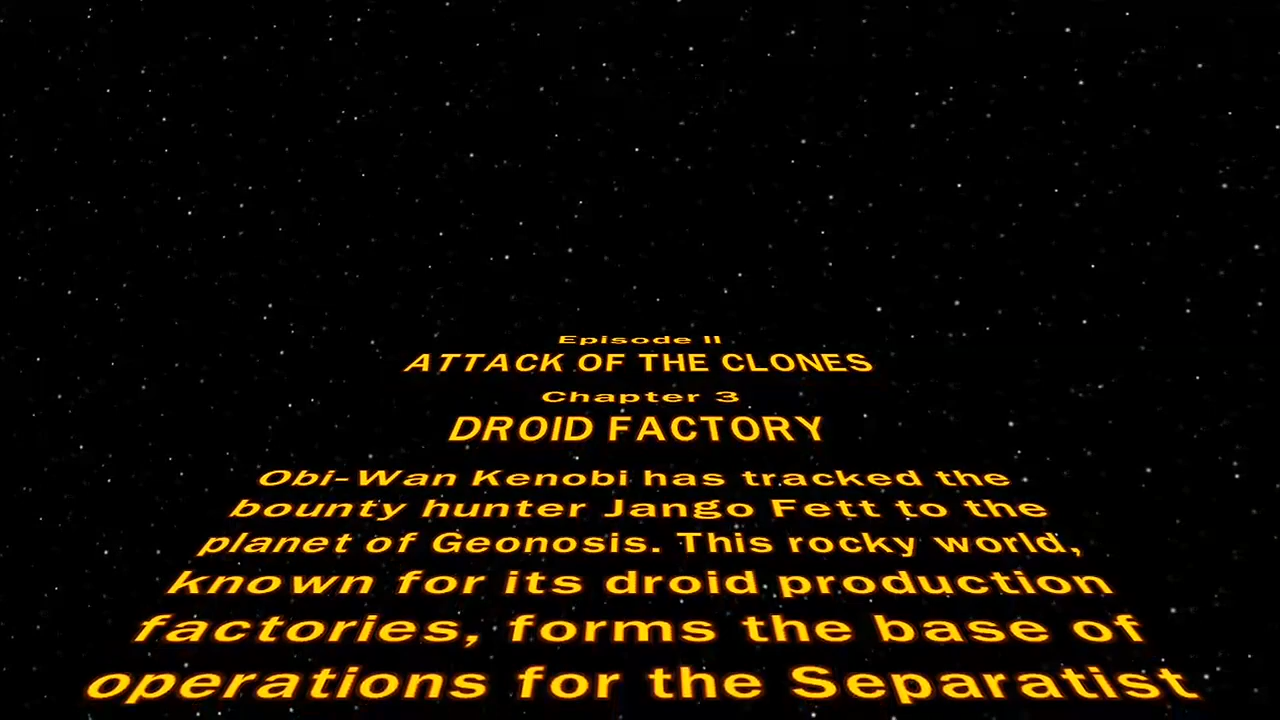 Episode II
ATTACK OF THE CLONES
Chapter 3
DROID FACTORY
Obi-Wan Kenobi has tracked the
bounty hunter Jango Fett to the
planet of Geonosis. This rocky world,
known for its droid production
factories, forms the base of
operations for the Separatist